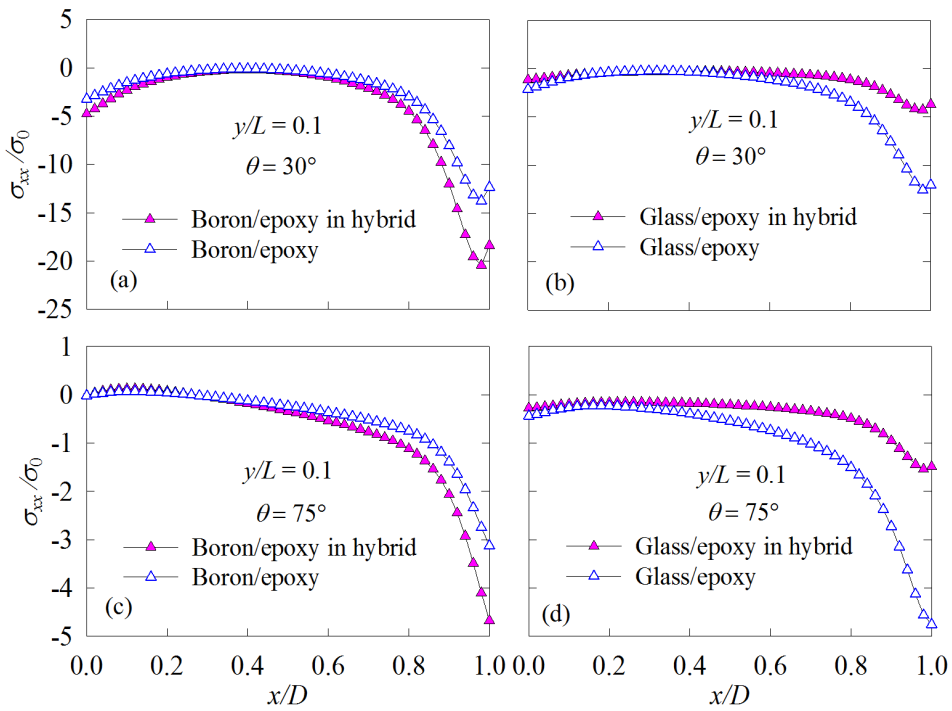 5
0
-5
-10
-15
-20
-25
σxx/σ0
y/L = 0.1
θ = 30°
Boron/epoxy in hybrid
Boron/epoxy
(a)
y/L = 0.1
θ = 30°
Glass/epoxy in hybrid
Glass/epoxy
(b)
1
0
-1
-2
-3
-4
-5
σxx/σ0
y/L = 0.1
θ = 75°
Boron/epoxy in hybrid
Boron/epoxy
(c)
0.0 0.2 0.4 0.6 0.8 1.0
x/D
y/L = 0.1
θ = 75°
Glass/epoxy in hybrid
Glass/epoxy
(d)
0.0 0.2 0.4 0.6 0.8 1.0
x/D